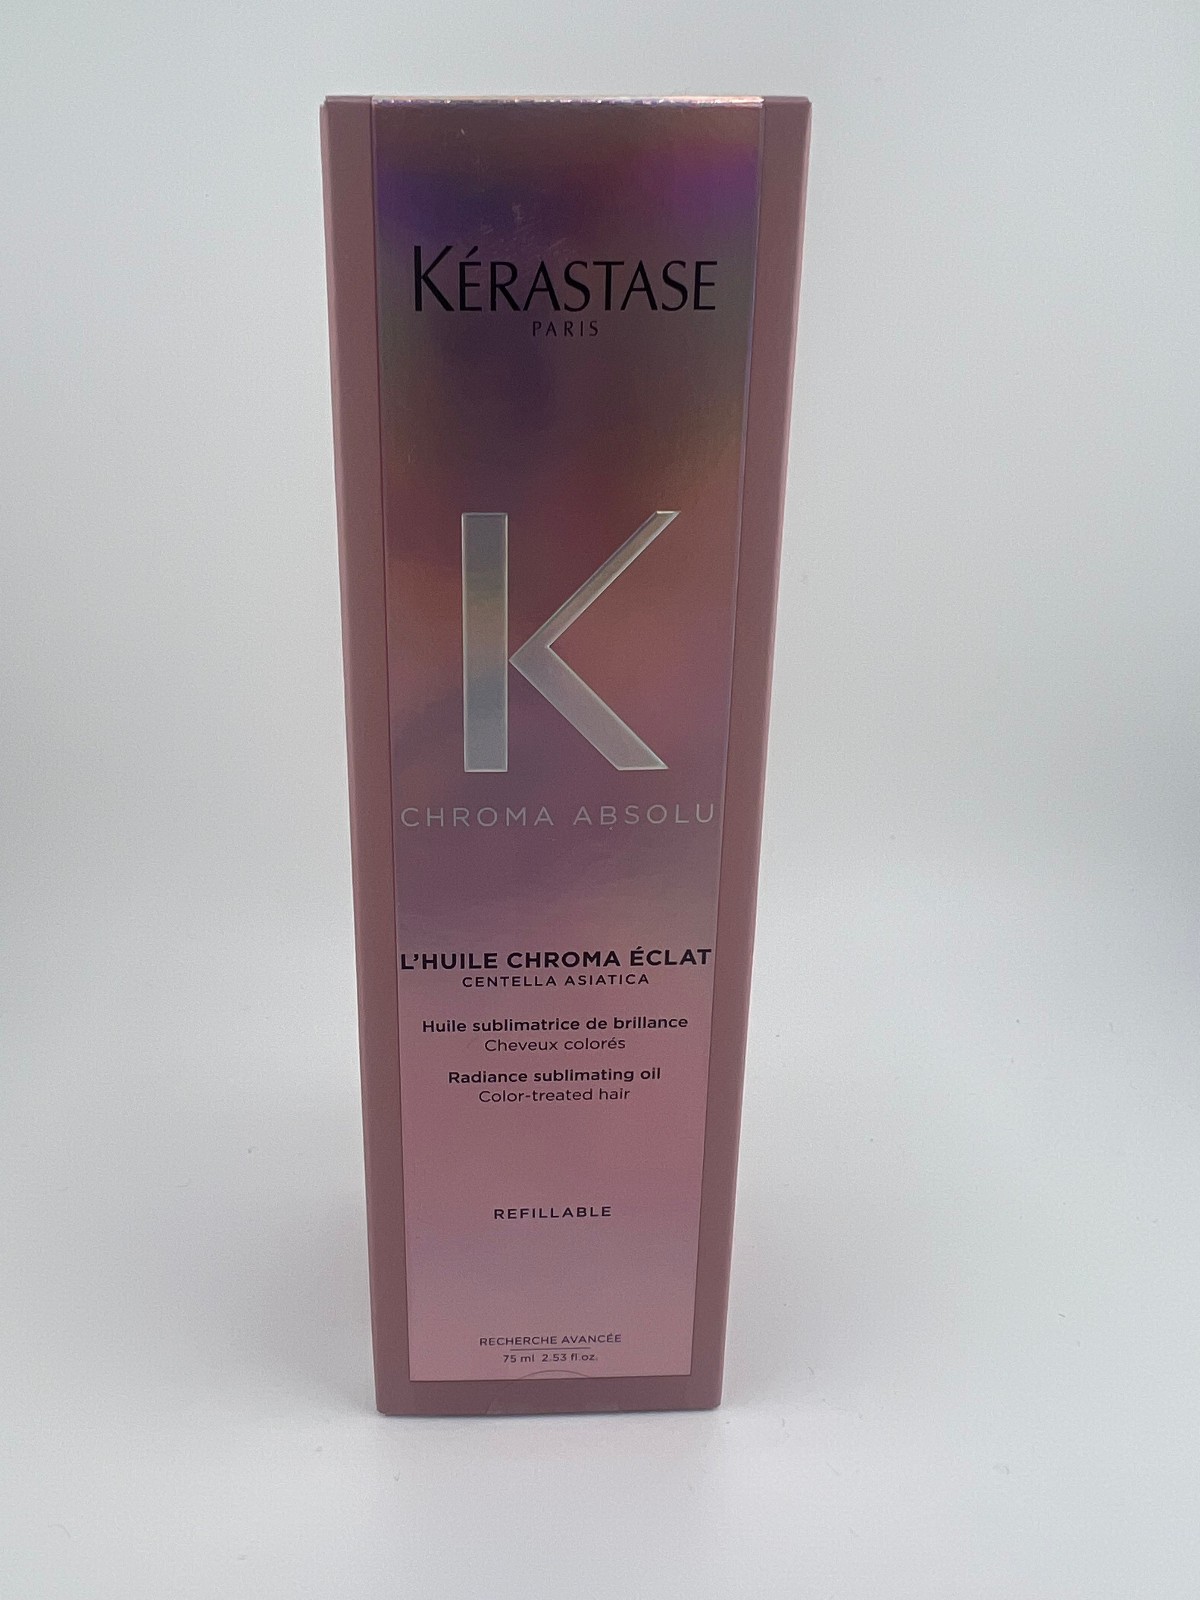 KÉRASTASE
PARIS
K
CHROMA ABSOLU
L'HUILE CHROMA ÉCLAT
CENTELLA ASIATICA
Huile sublimatrice de brillance
Cheveux colorés
Radiance sublimating oil
Color-treated hair
REFILLABLE
RECHERCHE AVANCÉE
75 ml 2.53 fl.oz.